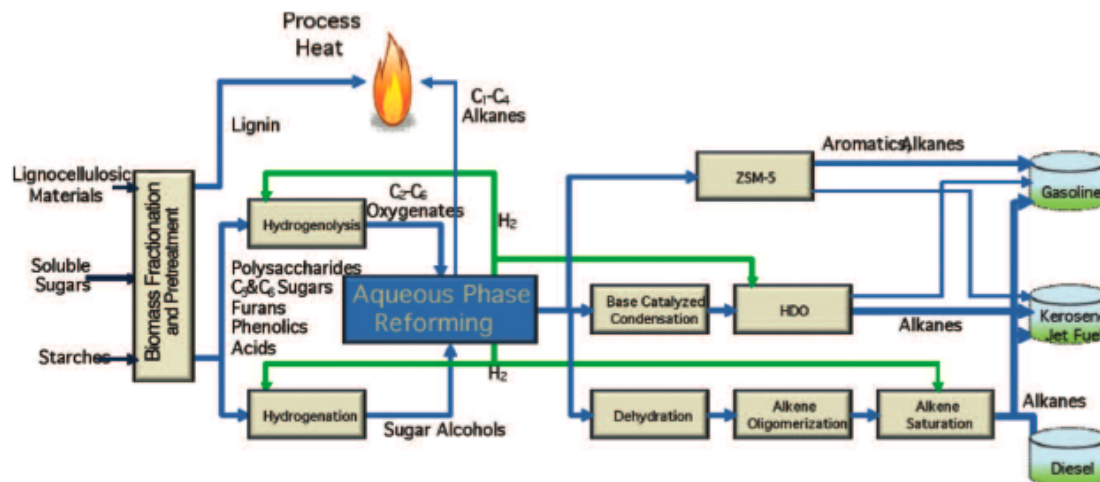 Process
Heat
C₁-C₄
Alkanes
Lignin
Lignocellulosic
Materials
Soluble
Sugars
Starches
Biomass Fractionation
and Pretreatment
Hydrogenolysis
C₂-C₆
Oxygenates
H₂
Polysaccharides
C₅&C₆ Sugars
Furans
Phenolics
Acids
Aqueous Phase
Reforming
H₂
Hydrogenation
Sugar Alcohols
ZSM-5
Aromatics, Alkanes
Gasoline
Base Catalyzed
Condensation
HDO
Alkanes
Kerosene
Jet Fuel
Dehydration
Alkene
Oligomerization
Alkene
Saturation
Alkanes
Diesel